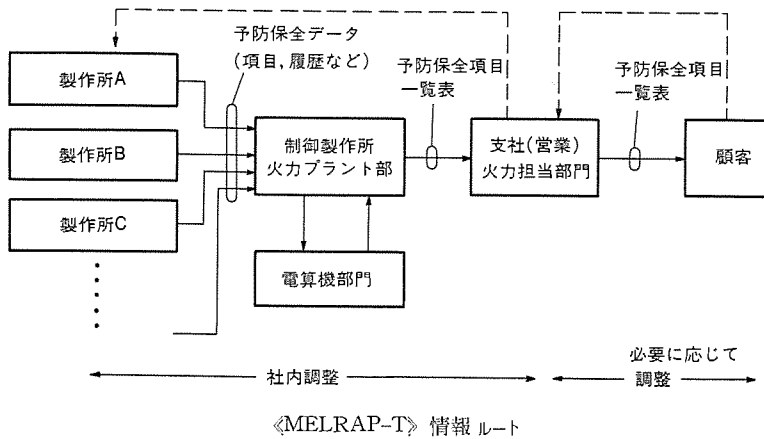 予防保全データ
(項目,履歴など)
予防保全項目
一覧表
予防保全項目
一覧表
製作所A
製作所B
製作所C
制御製作所
火力プラント部
支社(営業)
火力担当部門
顧客
電算機部門
社内調整
必要に応じて
調整
《MELRAP-T》 情報 ルート